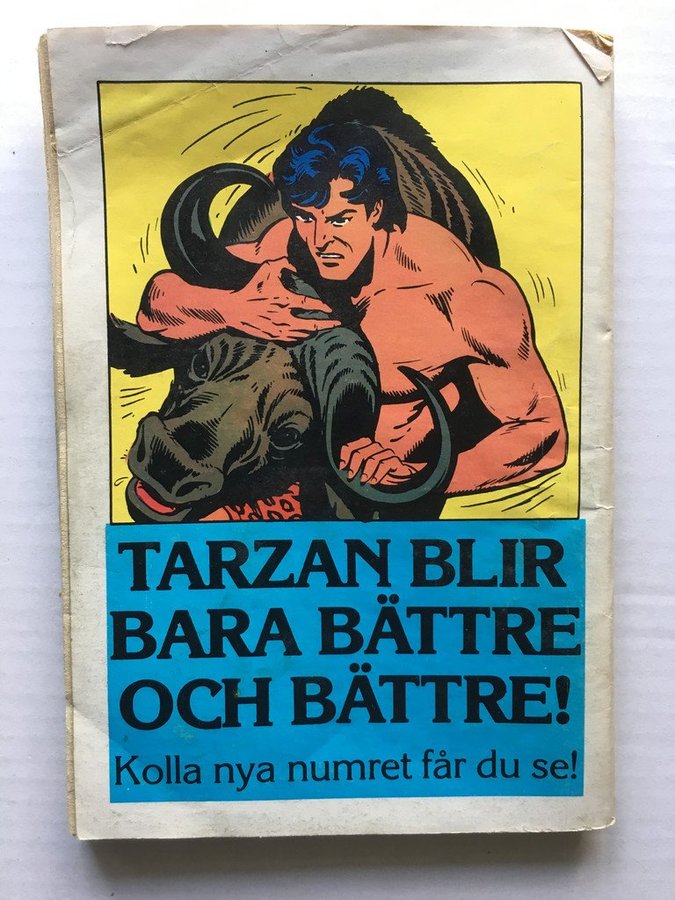 TARZAN BLIR
BARA BÄTTRE
OCH BÄTTRE!
Kolla nya numret får du se!